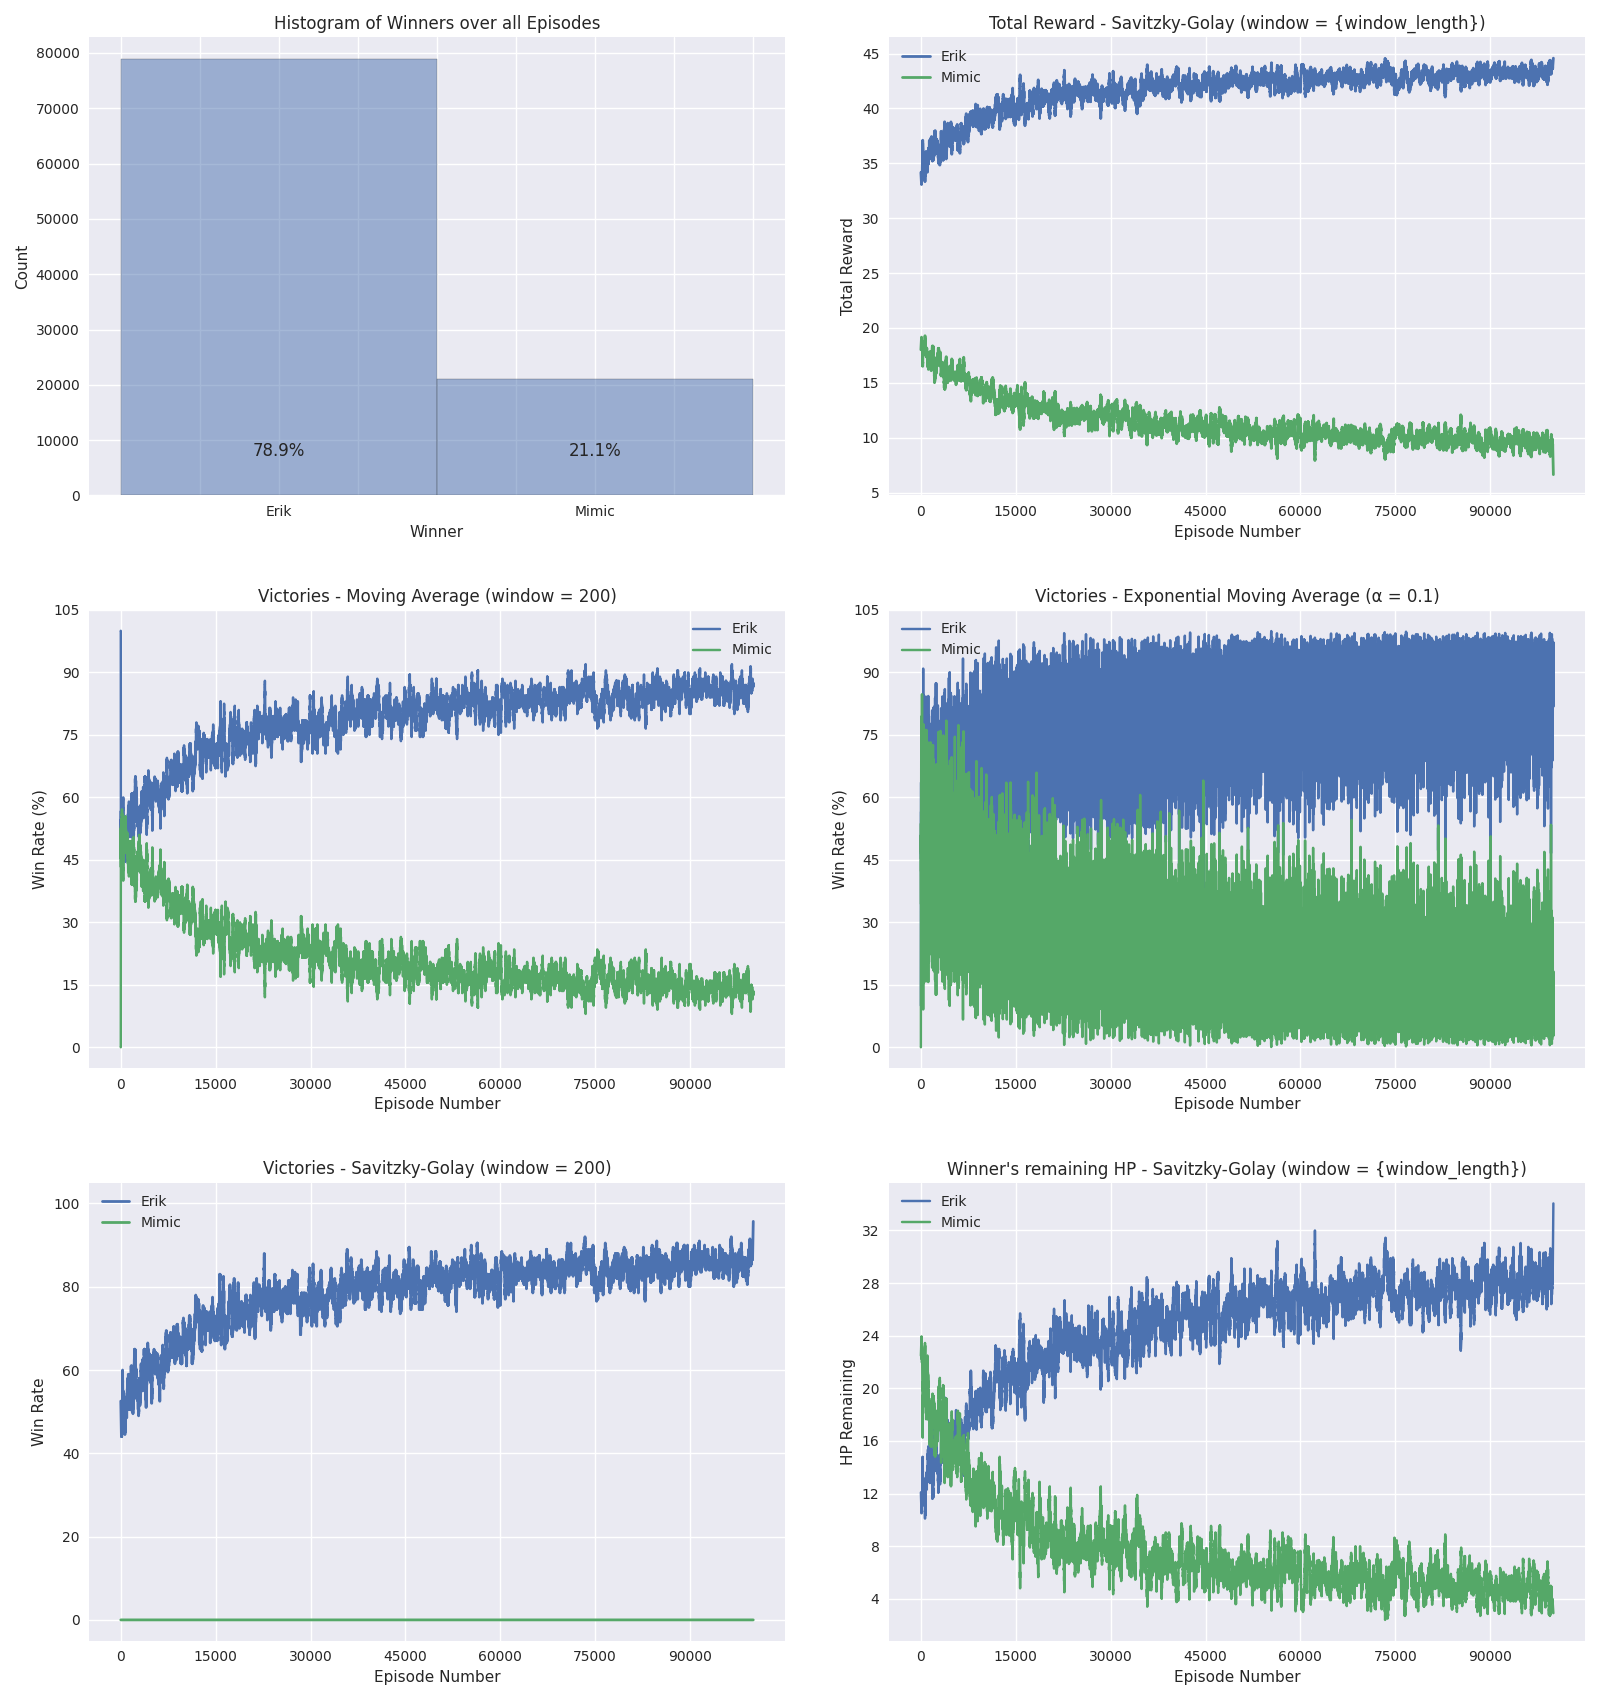 Histogram of Winners over all Episodes
80000
70000
60000
50000
40000
30000
20000
10000
0
Count
78.9%
21.1%
Erik
Mimic
Winner
Total Reward - Savitzky-Golay (window = {window_length})
Erik
Mimic
45
40
35
30
25
20
15
10
5
Total Reward
0 15000 30000 45000 60000 75000 90000
Episode Number
Victories - Moving Average (window = 200)
Erik
Mimic
105
90
75
60
45
30
15
0
Win Rate (%)
0 15000 30000 45000 60000 75000 90000
Episode Number
Victories - Exponential Moving Average (α = 0.1)
Erik
Mimic
105
90
75
60
45
30
15
0
Win Rate (%)
0 15000 30000 45000 60000 75000 90000
Episode Number
Victories - Savitzky-Golay (window = 200)
Erik
Mimic
100
80
60
40
20
0
Win Rate
0 15000 30000 45000 60000 75000 90000
Episode Number
Winner's remaining HP - Savitzky-Golay (window = {window_length})
Erik
Mimic
32
28
24
20
16
12
8
4
HP Remaining
0 15000 30000 45000 60000 75000 90000
Episode Number